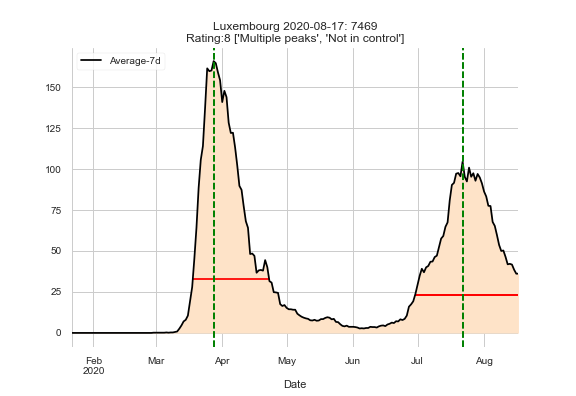 Luxembourg 2020-08-17: 7469
Rating:8 ['Multiple peaks', 'Not in control']
Average-7d
150
125
100
75
50
25
0
Feb Mar Apr May Jun Jul Aug
2020
Date